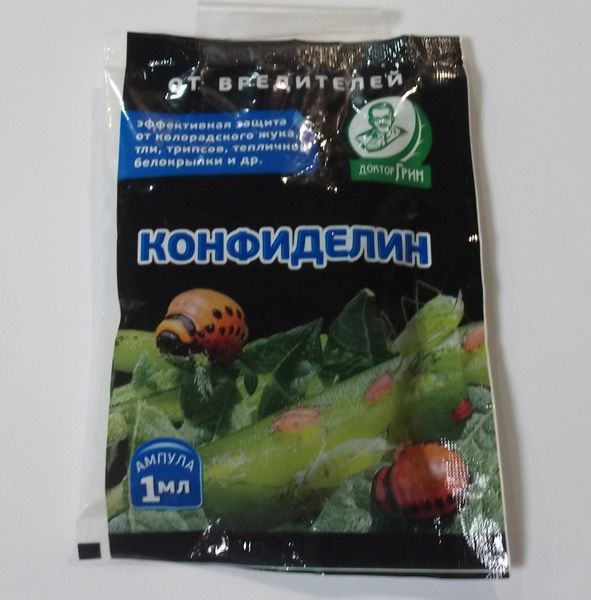 ОТ ВРЕДИТЕЛЕЙ
эффективная защита
от колорадского жука,
тли, трипсов, тепличной
белокрылки и др.
ДОКТОР ГРИН
КОНФИДЕЛИН
АМПУЛА
1мл